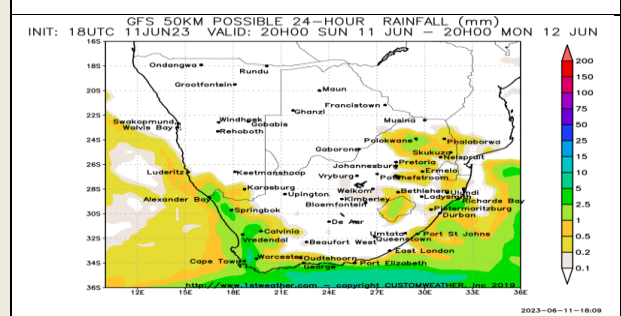 GFS 50KM POSSIBLE 24-HOUR RAINFALL (mm)
INIT: 18UTC 11JUN23 VALID: 20H00 SUN 11 JUN - 20H00 MON 12 JUN
16S
18S
20S
22S
24S
26S
28S
30S
32S
34S
36S
Ondangwa
Rundu
Grootfontein
Maun
Francistown
Ghanzi
Swakopmund
Windhoek
Gobabis
Musina
Walvis Bay
Rehoboth
Polokwane
Phalaborwa
Gaborone
Skukuza
Nelspruit
Johannesburg
Pretoria
Luderitz
Keetmanshoop
Vryburg
Ermelo
Karasburg
Upington
Welkom
Bethlehem
Ulundi
Alexander Bay
Kimberley
Ladysmith
Richards Bay
Springbok
Bloemfontein
Pietermaritzburg
Durban
De Aar
Calvinia
Vredendal
Umtata
Port St Johns
Beaufort West
Queenstown
East London
Cape Town
Worcester
Oudtshoorn
George
Port Elizabeth
http://www.1stweather.com - copyright CUSTOMWEATHER, inc 2019
12E 15E 18E 21E 24E 27E 30E 33E 36E
200
150
100
75
50
25
15
10
5
2.5
1
0.5
0.2
0.1
2023-06-11-18:09